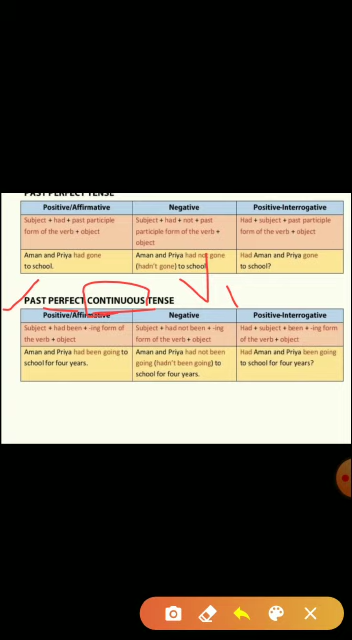 PAST PERFECT TENSE
Positive/Affirmative Negative Positive-Interrogative
Subject + had + past participle Subject + had + not + past Had + subject + past participle
form of the verb + object participle form of the verb + form of the verb + object
object
Aman and Priya had gone Aman and Priya had not gone Had Aman and Priya gone
to school. (hadn't gone) to school. to school?
PAST PERFECT CONTINUOUS TENSE
Positive/Affirmative Negative Positive-Interrogative
Subject + had been + -ing form of Subject + had not been + -ing Had + subject + been + -ing form
the verb + object form of the verb + object of the verb + object
Aman and Priya had been going to Aman and Priya had not been Had Aman and Priya been going
school for four years. going (hadn't been going) to to school for four years?
school for four years.